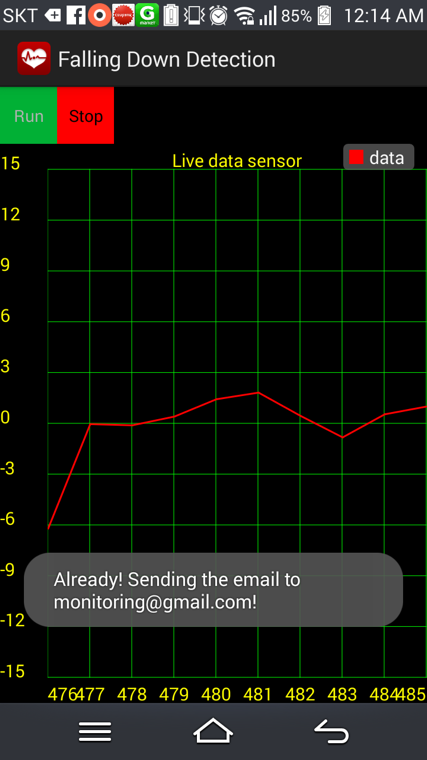 SKT 85% 12:14 AM
Falling Down Detection
Run Stop
Live data sensor
data
15
12
9
6
3
0
-3
-6
-9
-12
-15
Already! Sending the email to
monitoring@gmail.com!
476 477 478 479 480 481 482 483 484 485